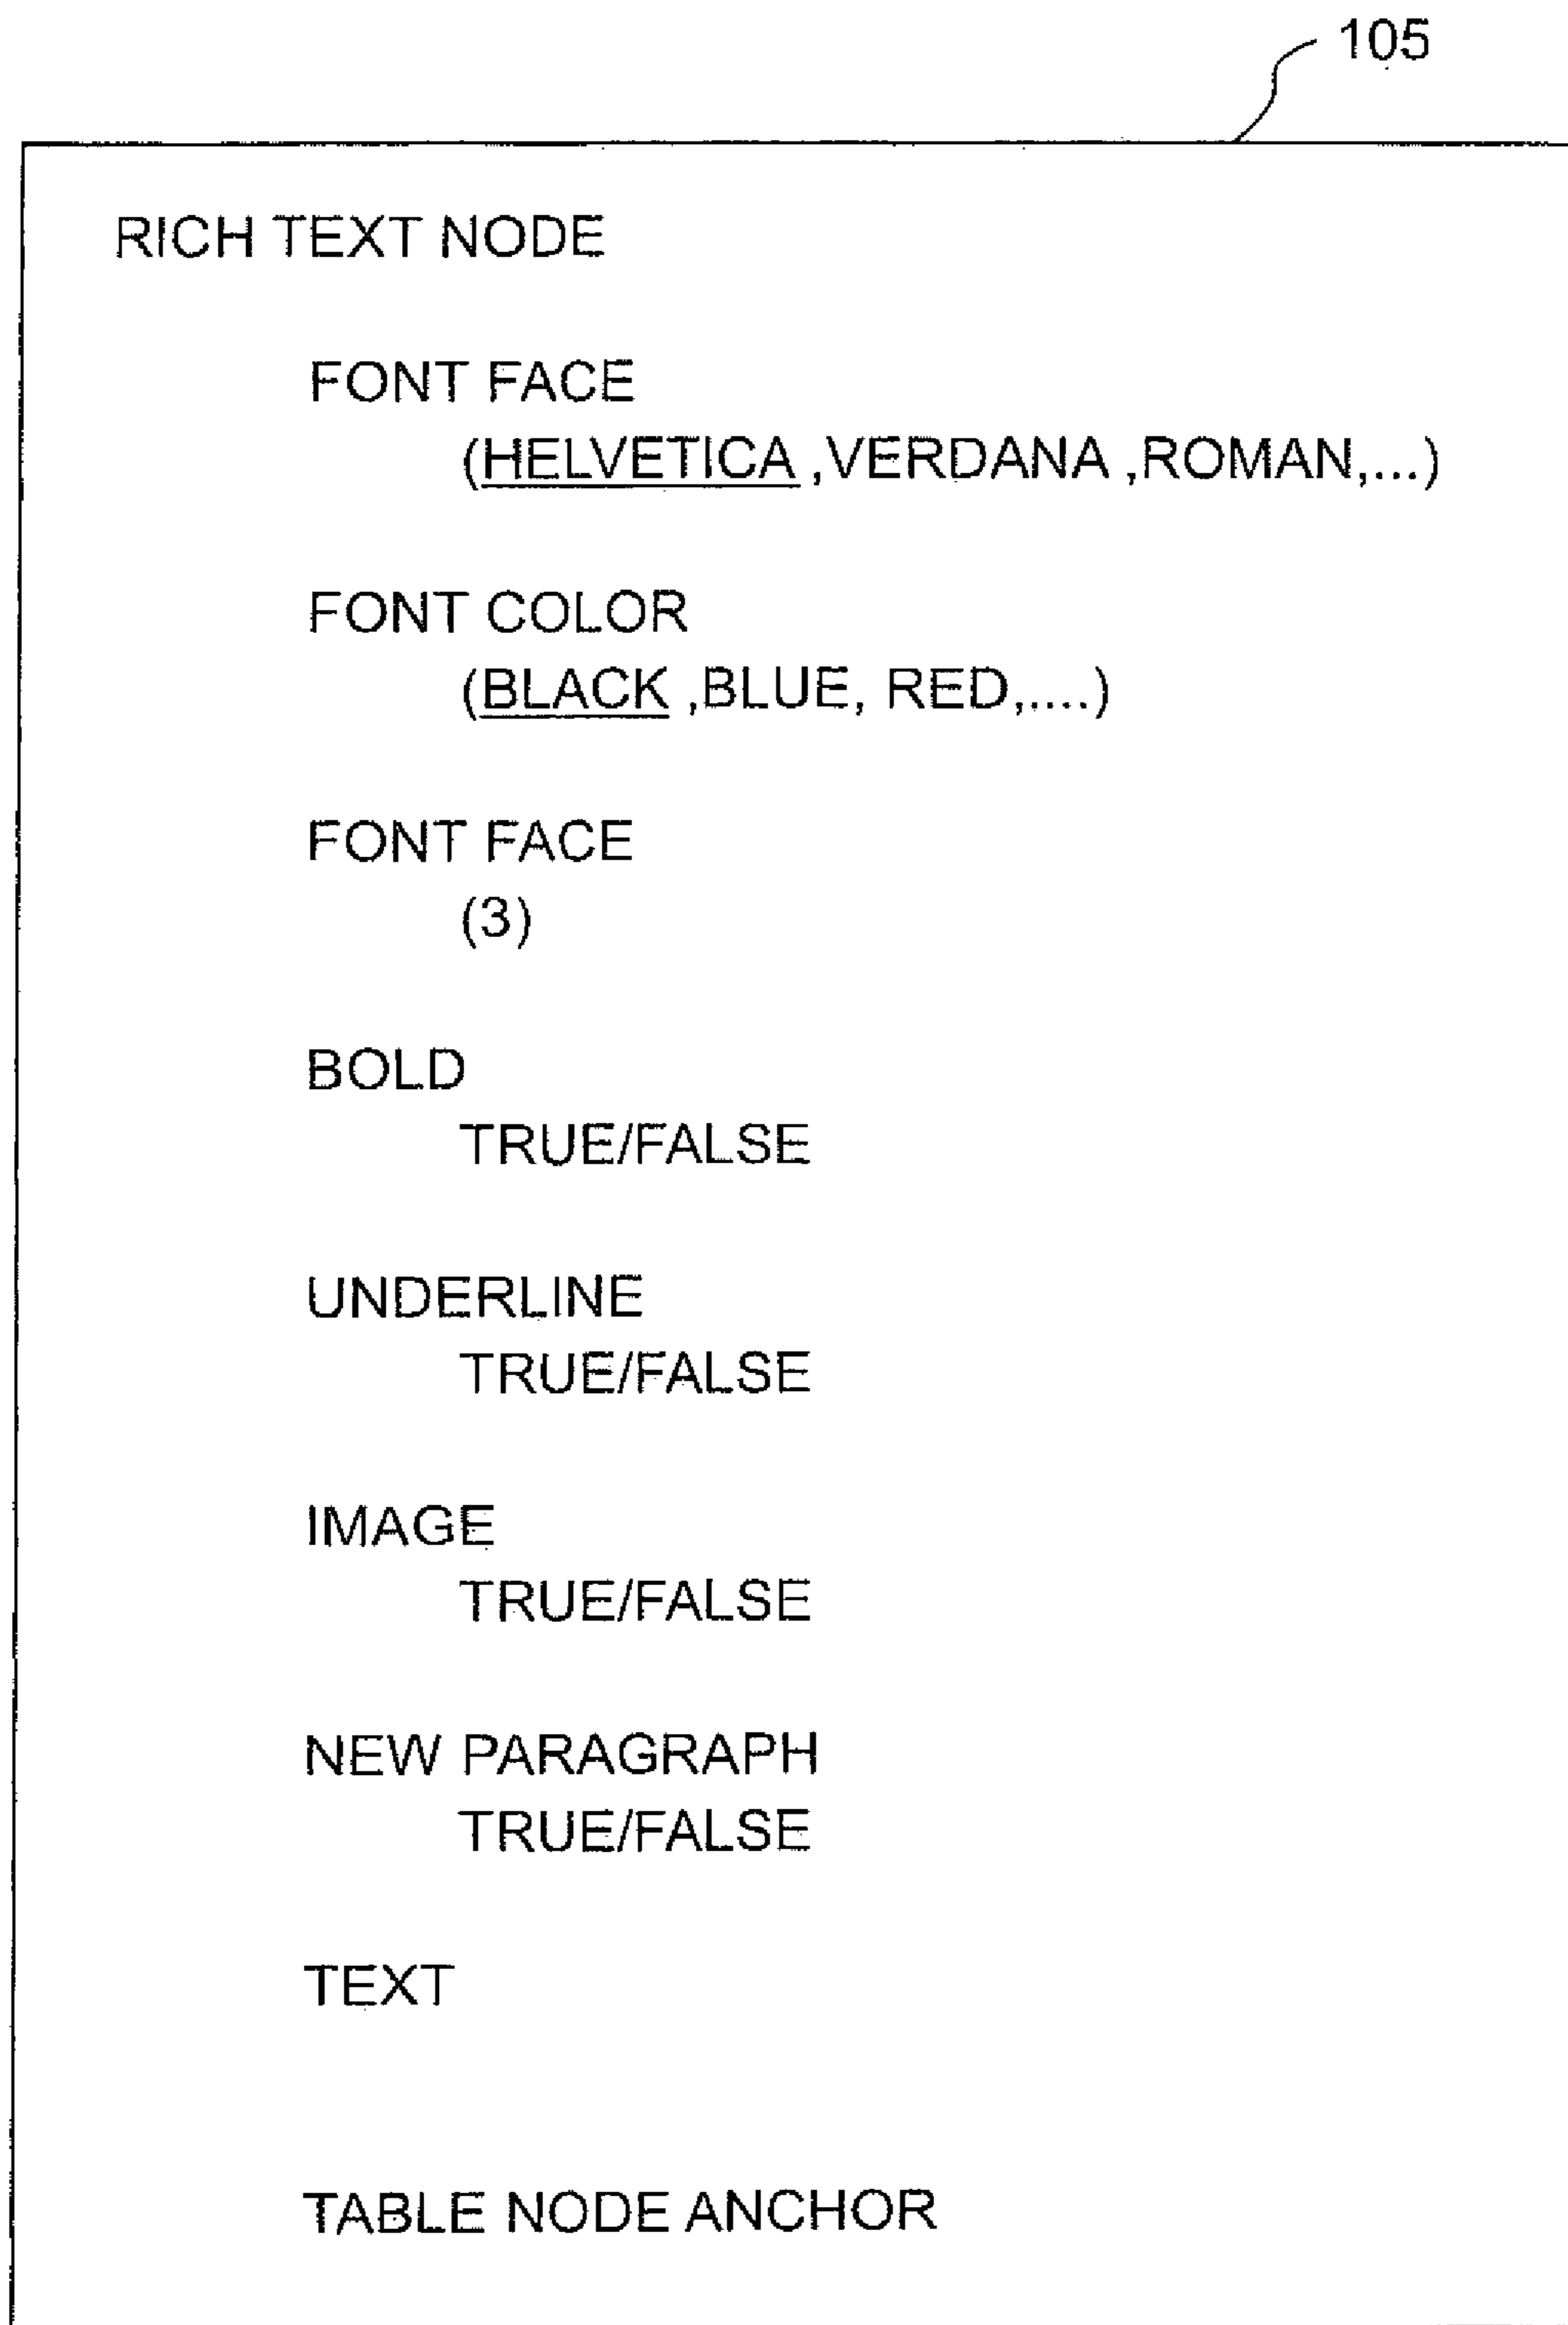 105
RICH TEXT NODE
FONT FACE
(HELVETICA ,VERDANA ,ROMAN,...)
FONT COLOR
(BLACK ,BLUE, RED,....)
FONT FACE
(3)
BOLD
TRUE/FALSE
UNDERLINE
TRUE/FALSE
IMAGE
TRUE/FALSE
NEW PARAGRAPH
TRUE/FALSE
TEXT
TABLE NODE ANCHOR